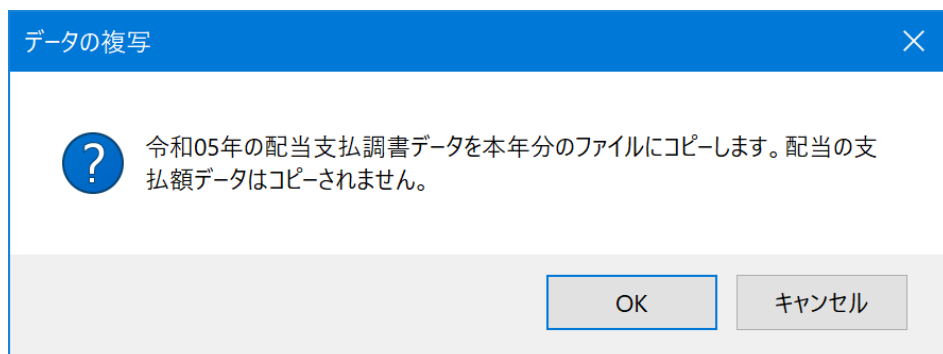 データの複写
令和05年の配当支払調書データを本年分のファイルにコピーします。配当の支
払額データはコピーされません。
OK
キャンセル